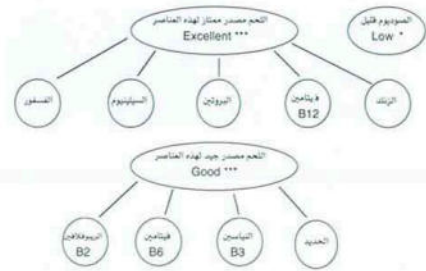 اللحم مصدر ممتاز لهذه العناصر
Excellent ***
الصوديوم قليل
Low *
الفسفور
السيلينيوم
البروتين
فيتامين
B12
الزنك
اللحم مصدر جيد لهذه العناصر
Good ***
الريبوفلافين
B2
فيتامين
B6
النياسين
B3
الحديد